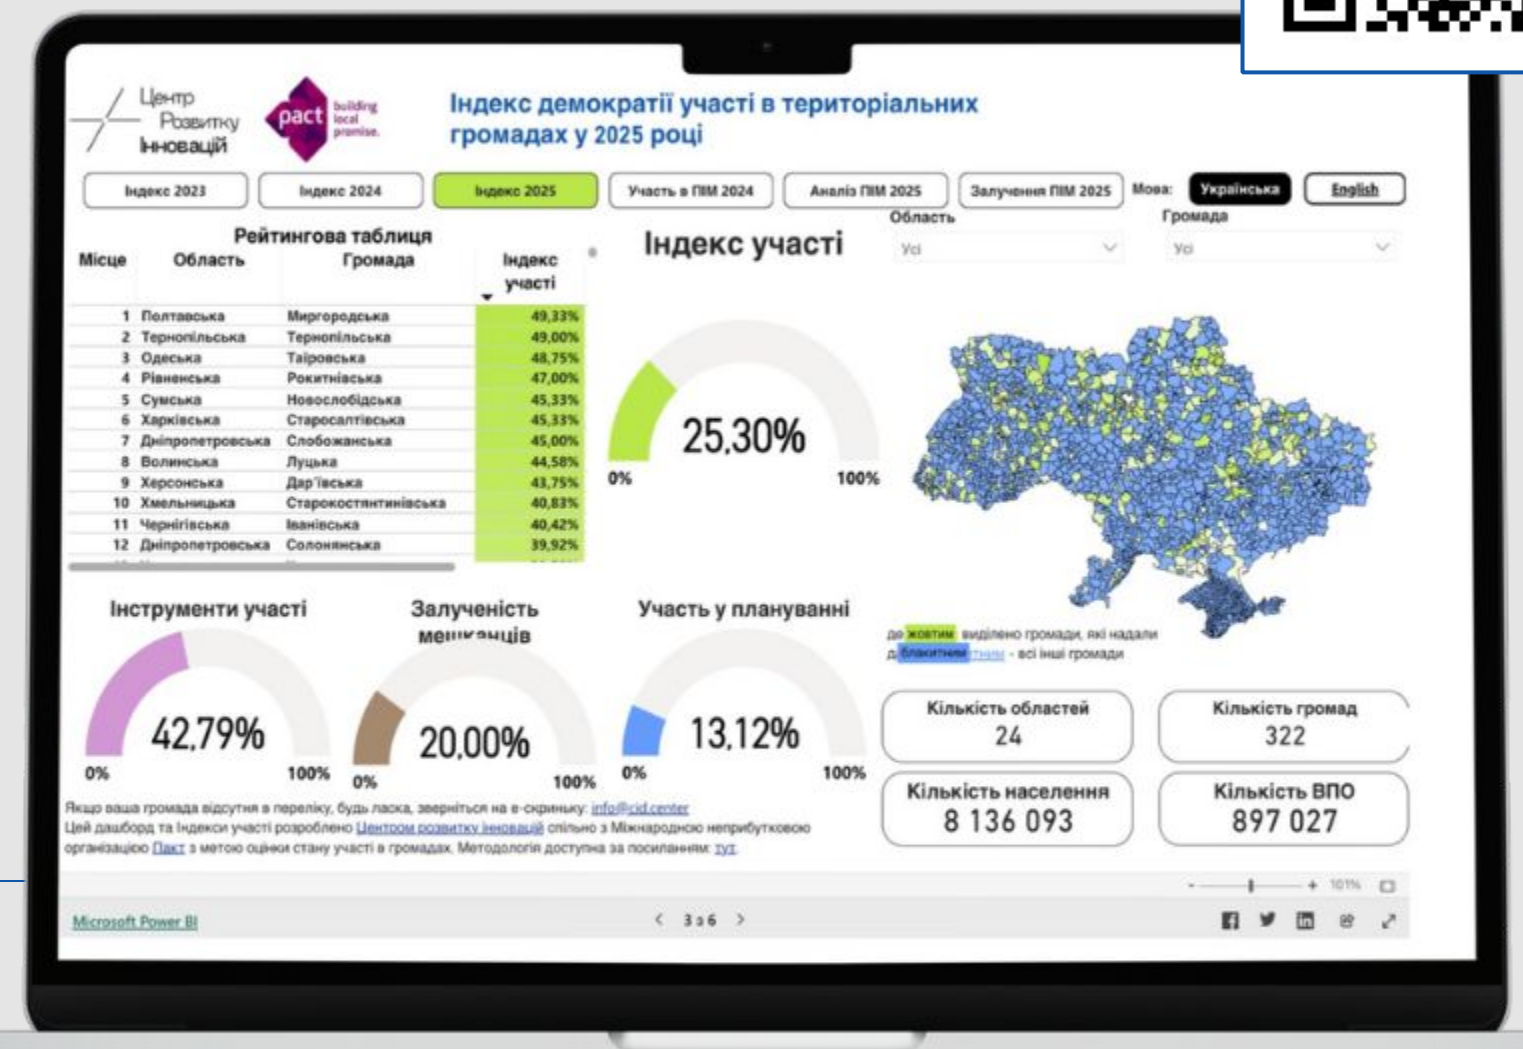 Центр
Розвитку
Інновацій
pact
building
local
promise.
Індекс демократії участі в територіальних
громадах у 2025 році
Індекс 2023
Індекс 2024
Індекс 2025
Участь в ПІМ 2024
Аналіз ПІМ 2025
Залучення ПІМ 2025
Мова:
Українська
English
Рейтингова таблиця
Місце Область Громада Індекс
участі
1 Полтавська Миргородська 49,33%
2 Тернопільська Тернопільська 49,00%
3 Одеська Таїровська 48,75%
4 Рівненська Рокитнівська 47,00%
5 Сумська Новослобідська 45,33%
6 Харківська Старосалтівська 45,33%
7 Дніпропетровська Слобожанська 45,00%
8 Волинська Луцька 44,58%
9 Херсонська Дар'ївська 43,75%
10 Хмельницька Старокостянтинівська 40,83%
11 Чернігівська Іванівська 40,42%
12 Дніпропетровська Солонянська 39,92%
Індекс участі
25,30%
0% 100%
Область
Усі
Громада
Усі
Інструменти участі
42,79%
0% 100%
Залученість
мешканців
20,00%
0% 100%
Участь у плануванні
13,12%
0% 100%
де жовтим виділено громади, які надали
блакитним тним - всі інші громади
Кількість областей
24
Кількість громад
322
Кількість населення
8 136 093
Кількість ВПО
897 027
Якщо ваша громада відсутня в переліку, будь ласка, зверніться на е-скриньку: info@cid.center
Цей дашборд та Індекси участі розроблено Центром розвитку інновацій спільно з Міжнародною неприбутковою
організацією Пакт з метою оцінки стану участі в громадах. Методологія доступна за посиланням: тут.
- + 101%
Microsoft Power BI
3 з 6